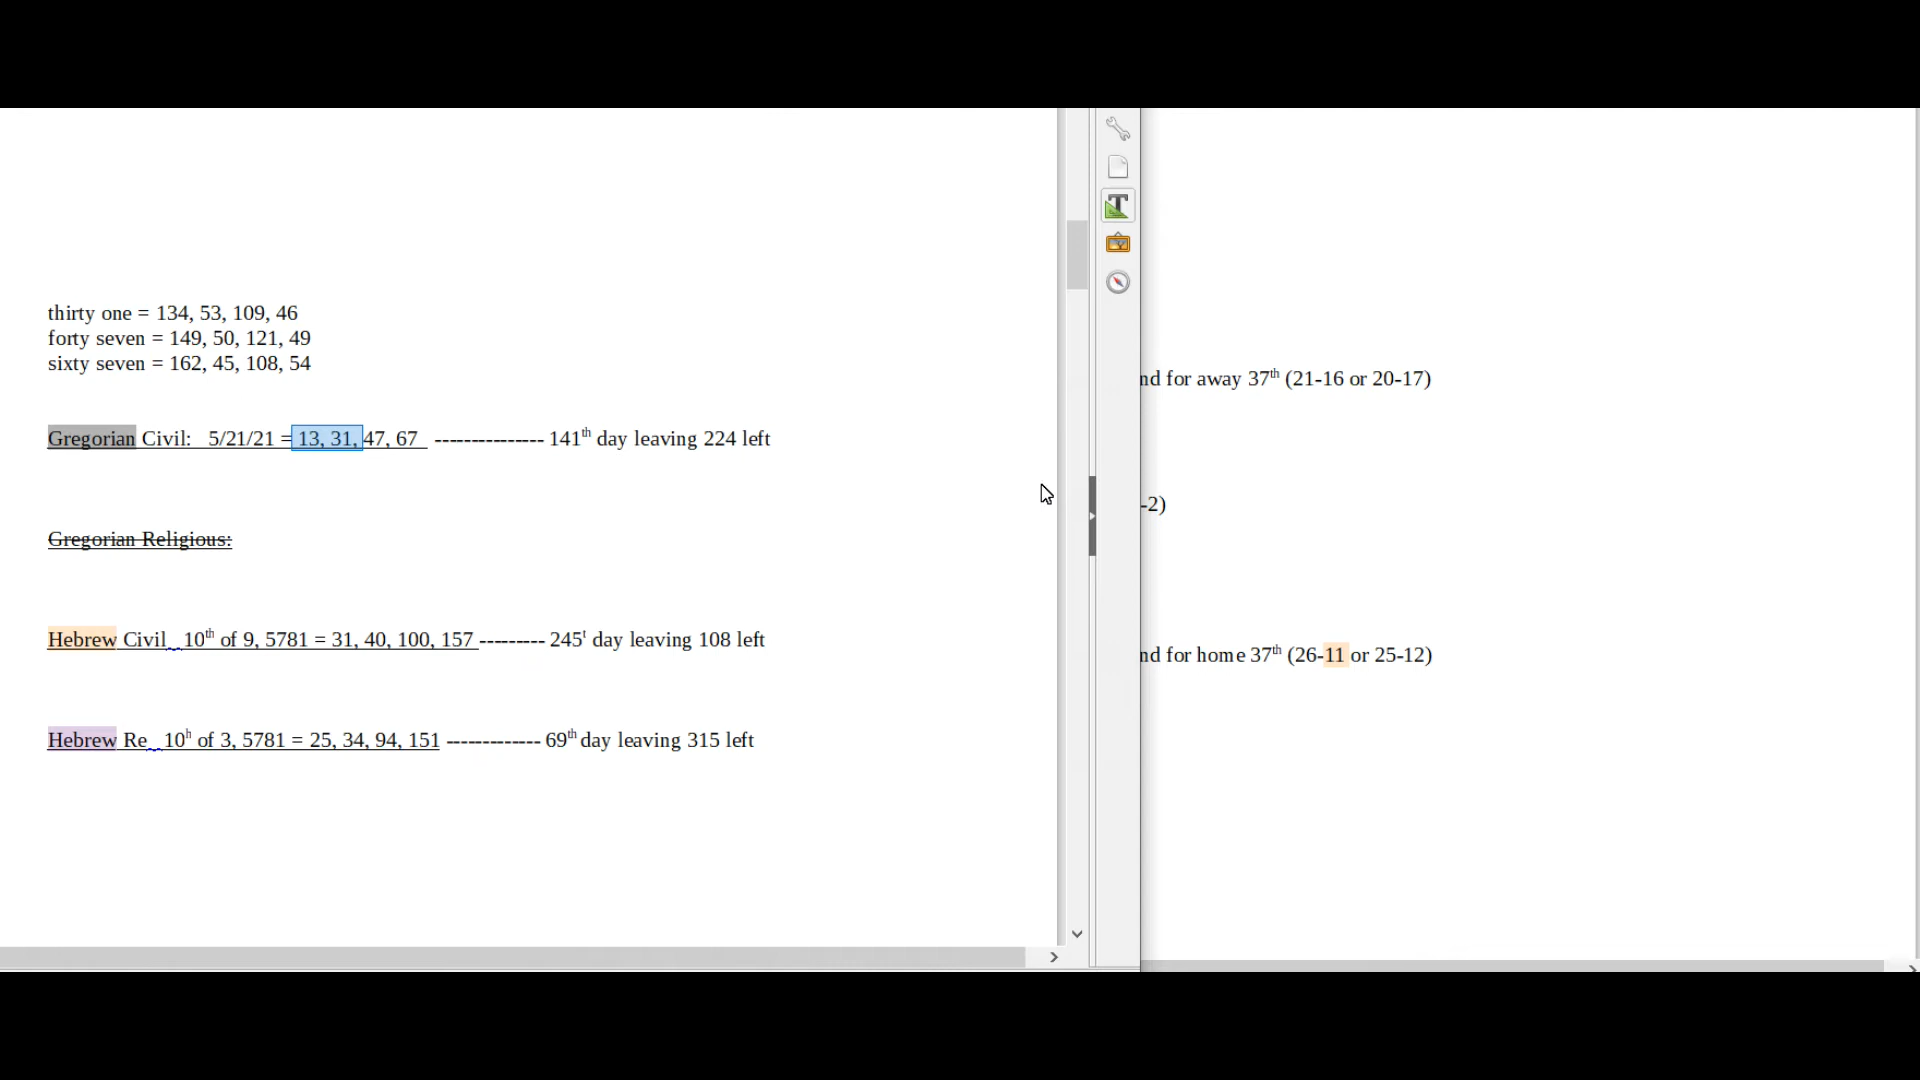 thirty one = 134, 53, 109, 46
forty seven = 149, 50, 121, 49
sixty seven = 162, 45, 108, 54
Gregorian Civil: 5/21/21 = 13, 31, 47, 67 --------------- 141th day leaving 224 left
Gregorian Religious:
Hebrew Civil 10th of 9, 5781 = 31, 40, 100, 157 --------- 245t day leaving 108 left
Hebrew Re 10h of 3, 5781 = 25, 34, 94, 151 ------------- 69th day leaving 315 left
nd for away 37th (21-16 or 20-17)
-2)
nd for home 37th (26-11 or 25-12)